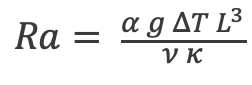 Ra = α g ΔT L³ / ν κ